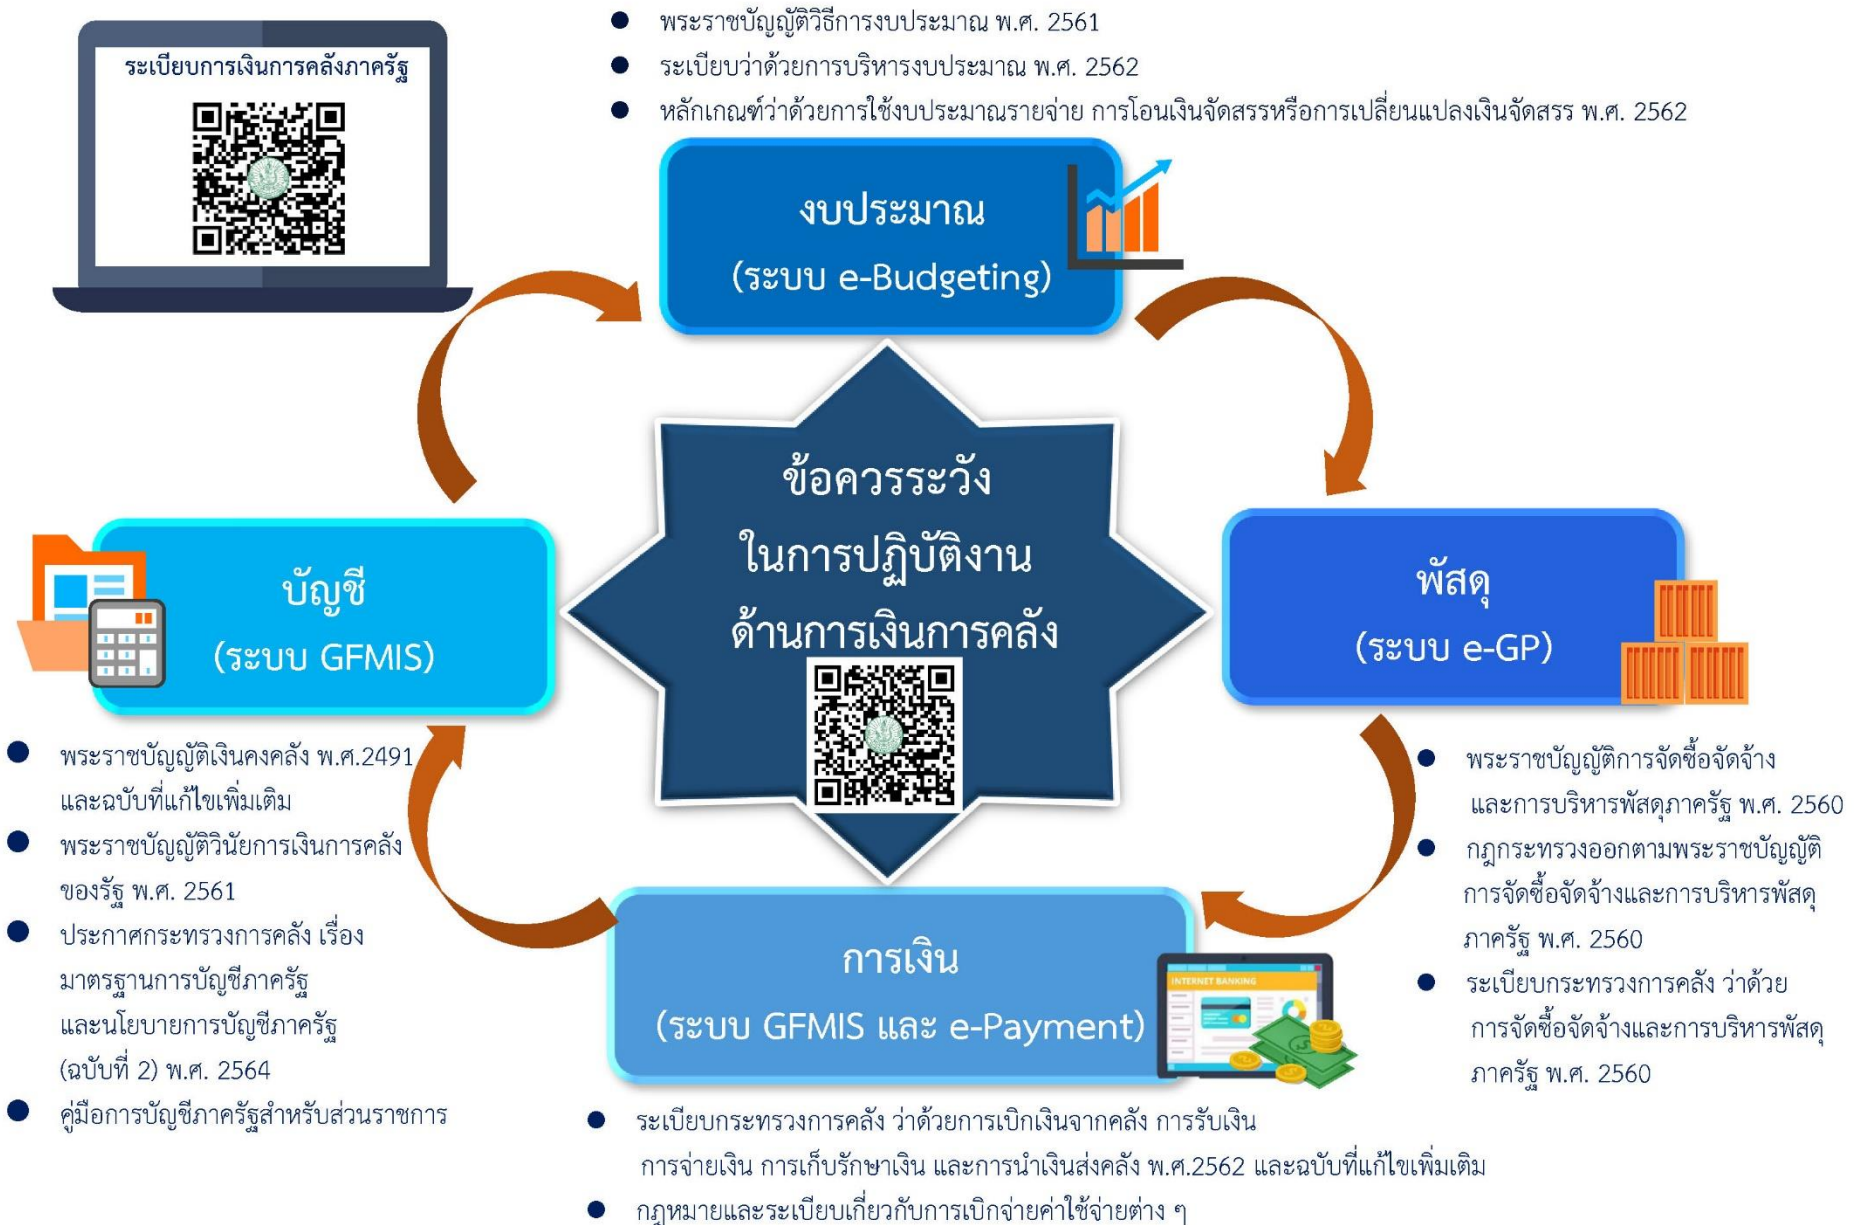 ระเบียบการเงินการคลังภาครัฐ
พระราชบัญญัติวิธีการงบประมาณ พ.ศ. 2561
ระเบียบว่าด้วยการบริหารงบประมาณ พ.ศ. 2562
หลักเกณฑ์ว่าด้วยการใช้งบประมาณรายจ่าย การโอนเงินจัดสรรหรือการเปลี่ยนแปลงเงินจัดสรร พ.ศ. 2562
งบประมาณ
(ระบบ e-Budgeting)
ข้อควรระวัง
ในการปฏิบัติงาน
ด้านการเงินการคลัง
พัสดุ
(ระบบ e-GP)
พระราชบัญญัติการจัดซื้อจัดจ้าง
และการบริหารพัสดุภาครัฐ พ.ศ. 2560
กฎกระทรวงออกตามพระราชบัญญัติ
การจัดซื้อจัดจ้างและการบริหารพัสดุ
ภาครัฐ พ.ศ. 2560
ระเบียบกระทรวงการคลัง ว่าด้วย
การจัดซื้อจัดจ้างและการบริหารพัสดุ
ภาครัฐ พ.ศ. 2560
การเงิน
(ระบบ GFMIS และ e-Payment)
INTERNET BANKING
ระเบียบกระทรวงการคลัง ว่าด้วยการเบิกเงินจากคลัง การรับเงิน
การจ่ายเงิน การเก็บรักษาเงิน และการนำเงินส่งคลัง พ.ศ.2562 และฉบับที่แก้ไขเพิ่มเติม
กฎหมายและระเบียบเกี่ยวกับการเบิกจ่ายค่าใช้จ่ายต่าง ๆ
บัญชี
(ระบบ GFMIS)
พระราชบัญญัติเงินคงคลัง พ.ศ.2491
และฉบับที่แก้ไขเพิ่มเติม
พระราชบัญญัติวินัยการเงินการคลัง
ของรัฐ พ.ศ. 2561
ประกาศกระทรวงการคลัง เรื่อง
มาตรฐานการบัญชีภาครัฐ
และนโยบายการบัญชีภาครัฐ
(ฉบับที่ 2) พ.ศ. 2564
คู่มือการบัญชีภาครัฐสำหรับส่วนราชการ